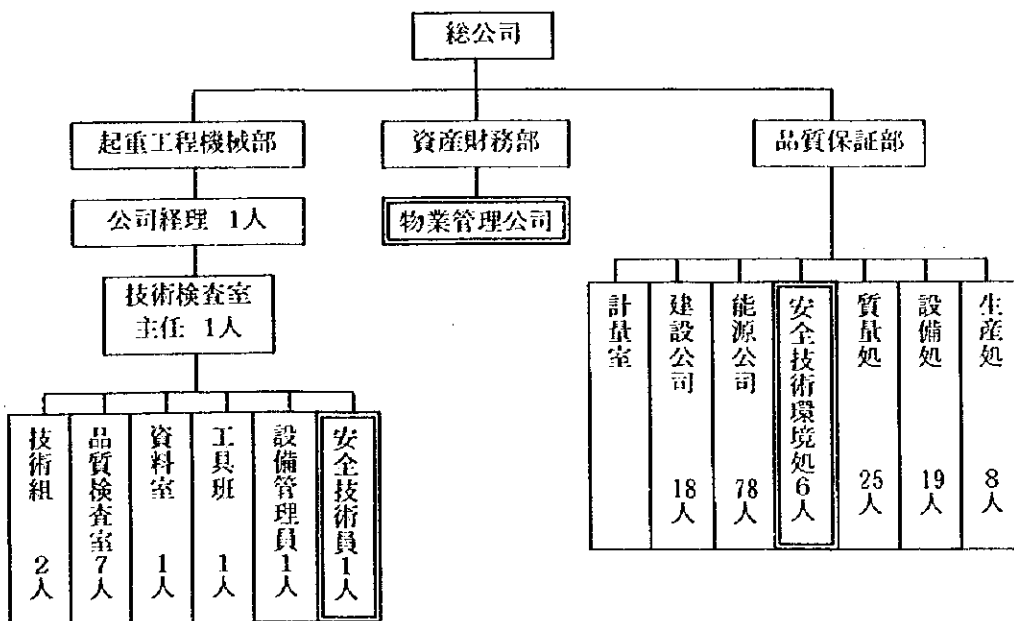 総公司
起重工程機械部
資産財務部
品質保証部
公司経理 1人
物業管理公司
技術検査室
主任 1人
技術組 2人
品質検査室 7人
資料室 1人
工具班 1人
設備管理員 1人
安全技術員 1人
計量室
建設公司 18人
能源公司 78人
安全技術環境処 6人
質量処 25人
設備処 19人
生産処 8人